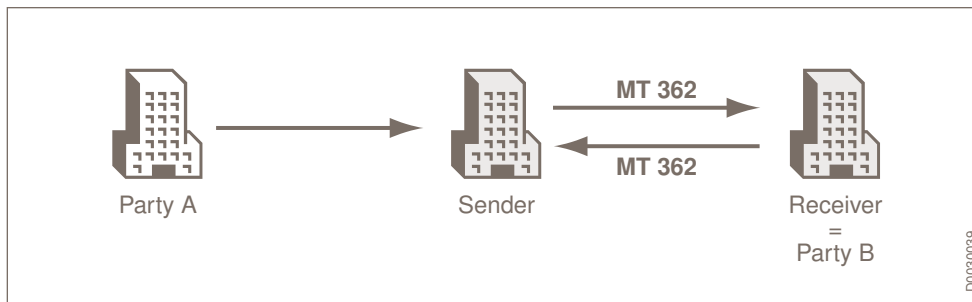 MT 362
MT 362
Party A
Sender
Receiver
=
Party B
D0030039